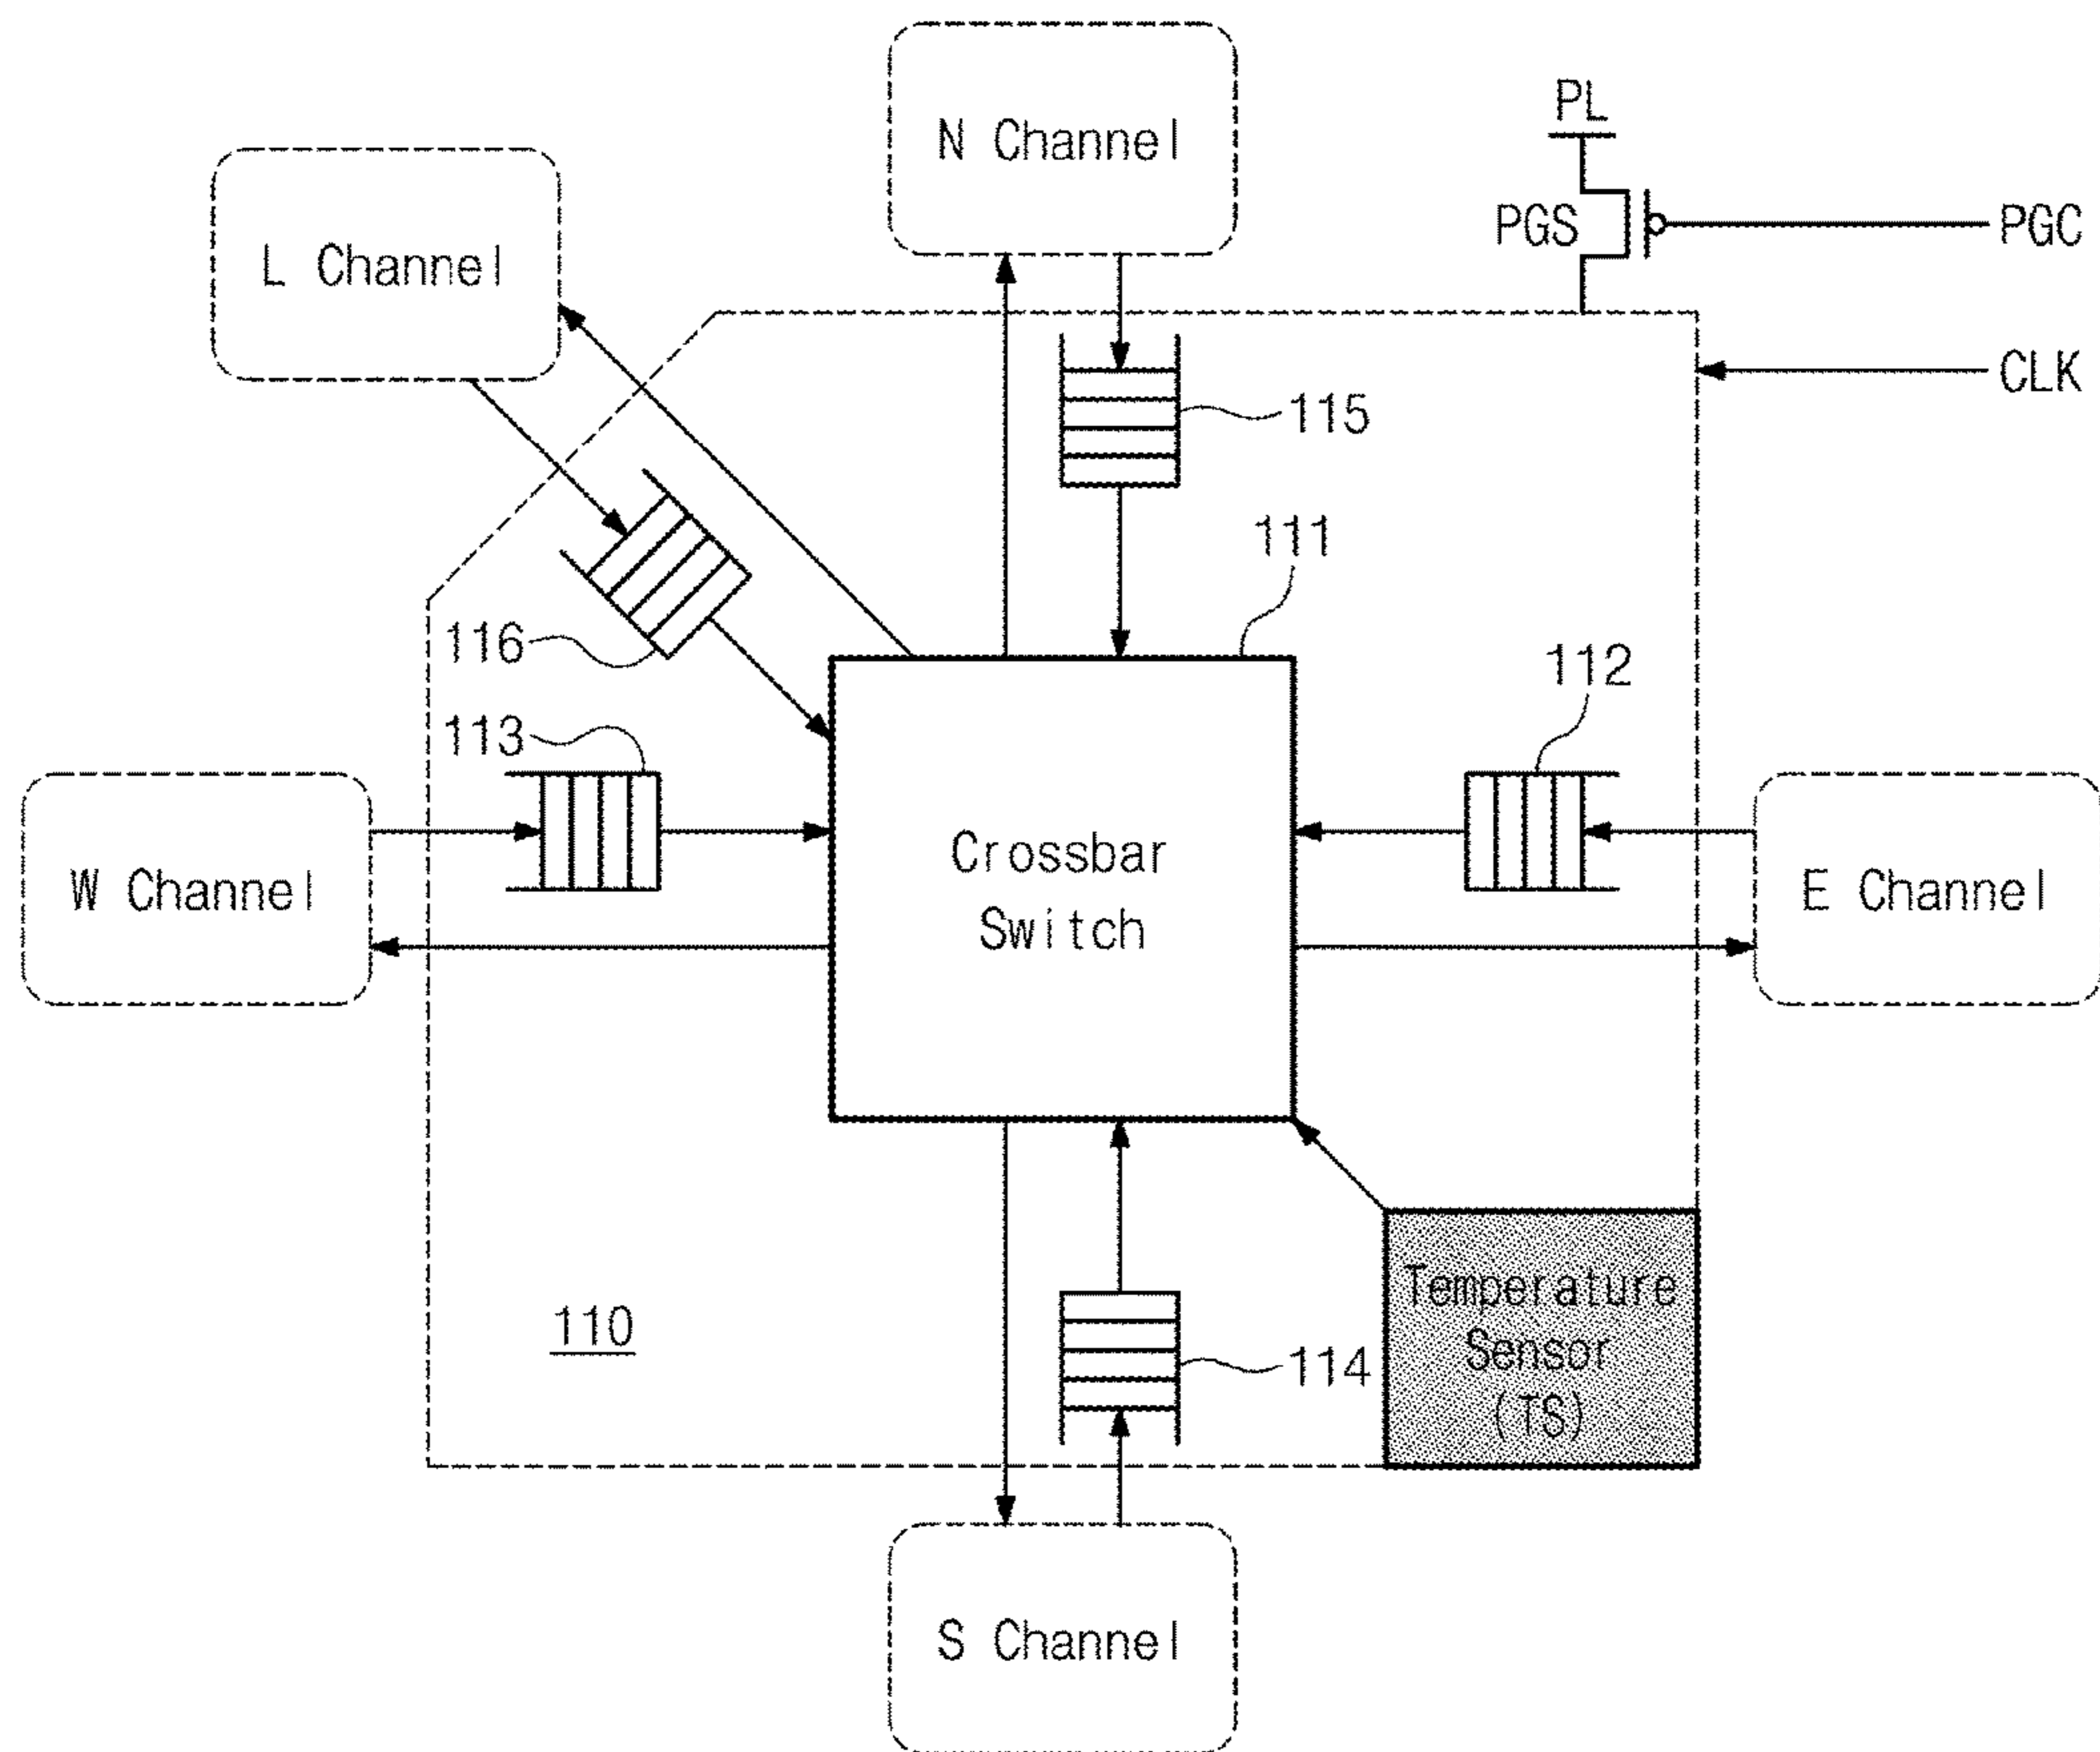 N Channel
PL
L Channel
PGS
PGC
CLK
115
111
116
112
113
W Channel
Crossbar
Switch
E Channel
110
114
Temperature
Sensor
(TS)
S Channel